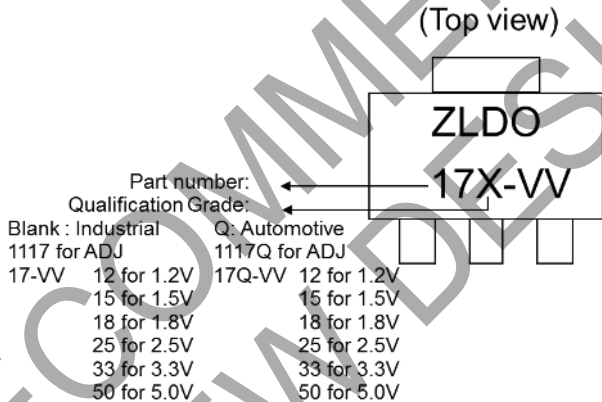 (Top view)
ZLDO
17X-VV
Part number:
Qualification Grade:
Blank : Industrial Q: Automotive
1117 for ADJ 1117Q for ADJ
17-VV 12 for 1.2V 17Q-VV 12 for 1.2V
15 for 1.5V 15 for 1.5V
18 for 1.8V 18 for 1.8V
25 for 2.5V 25 for 2.5V
33 for 3.3V 33 for 3.3V
50 for 5.0V 50 for 5.0V